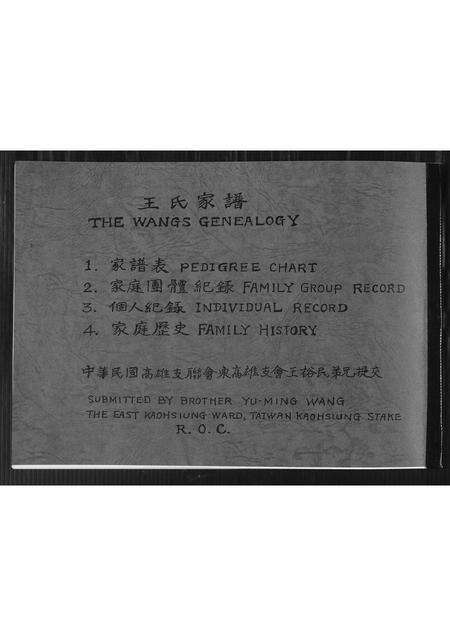 王氏家譜
THE WANGS GENEALOGY
1. 家譜表 PEDIGREE CHART
2. 家庭團體紀錄 FAMILY GROUP RECORD
3. 個人紀錄 INDIVIDUAL RECORD
4. 家庭歷史 FAMILY HISTORY
中華民國高雄支聯會東高雄支會王裕民弟兄提交
SUBMITTED BY BROTHER YU-MING WANG
THE EAST KAOHSIUNG WARD, TAIWAN KAOHSIUNG STAKE
R.O.C.